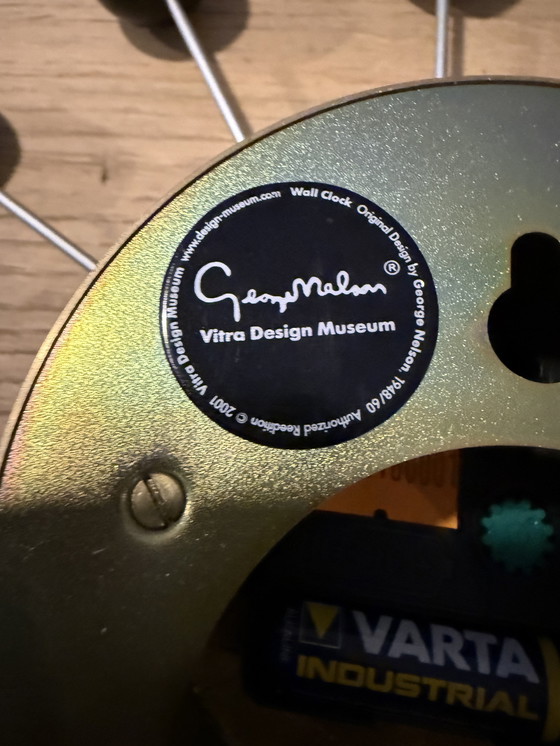 www.design-museum.com Wall Clock Original Design by George Nelson, 1948/60 Authorized Reedition © 2001 Vitra Design Museum
George Nelson ®
Vitra Design Museum
VARTA
INDUSTRIAL